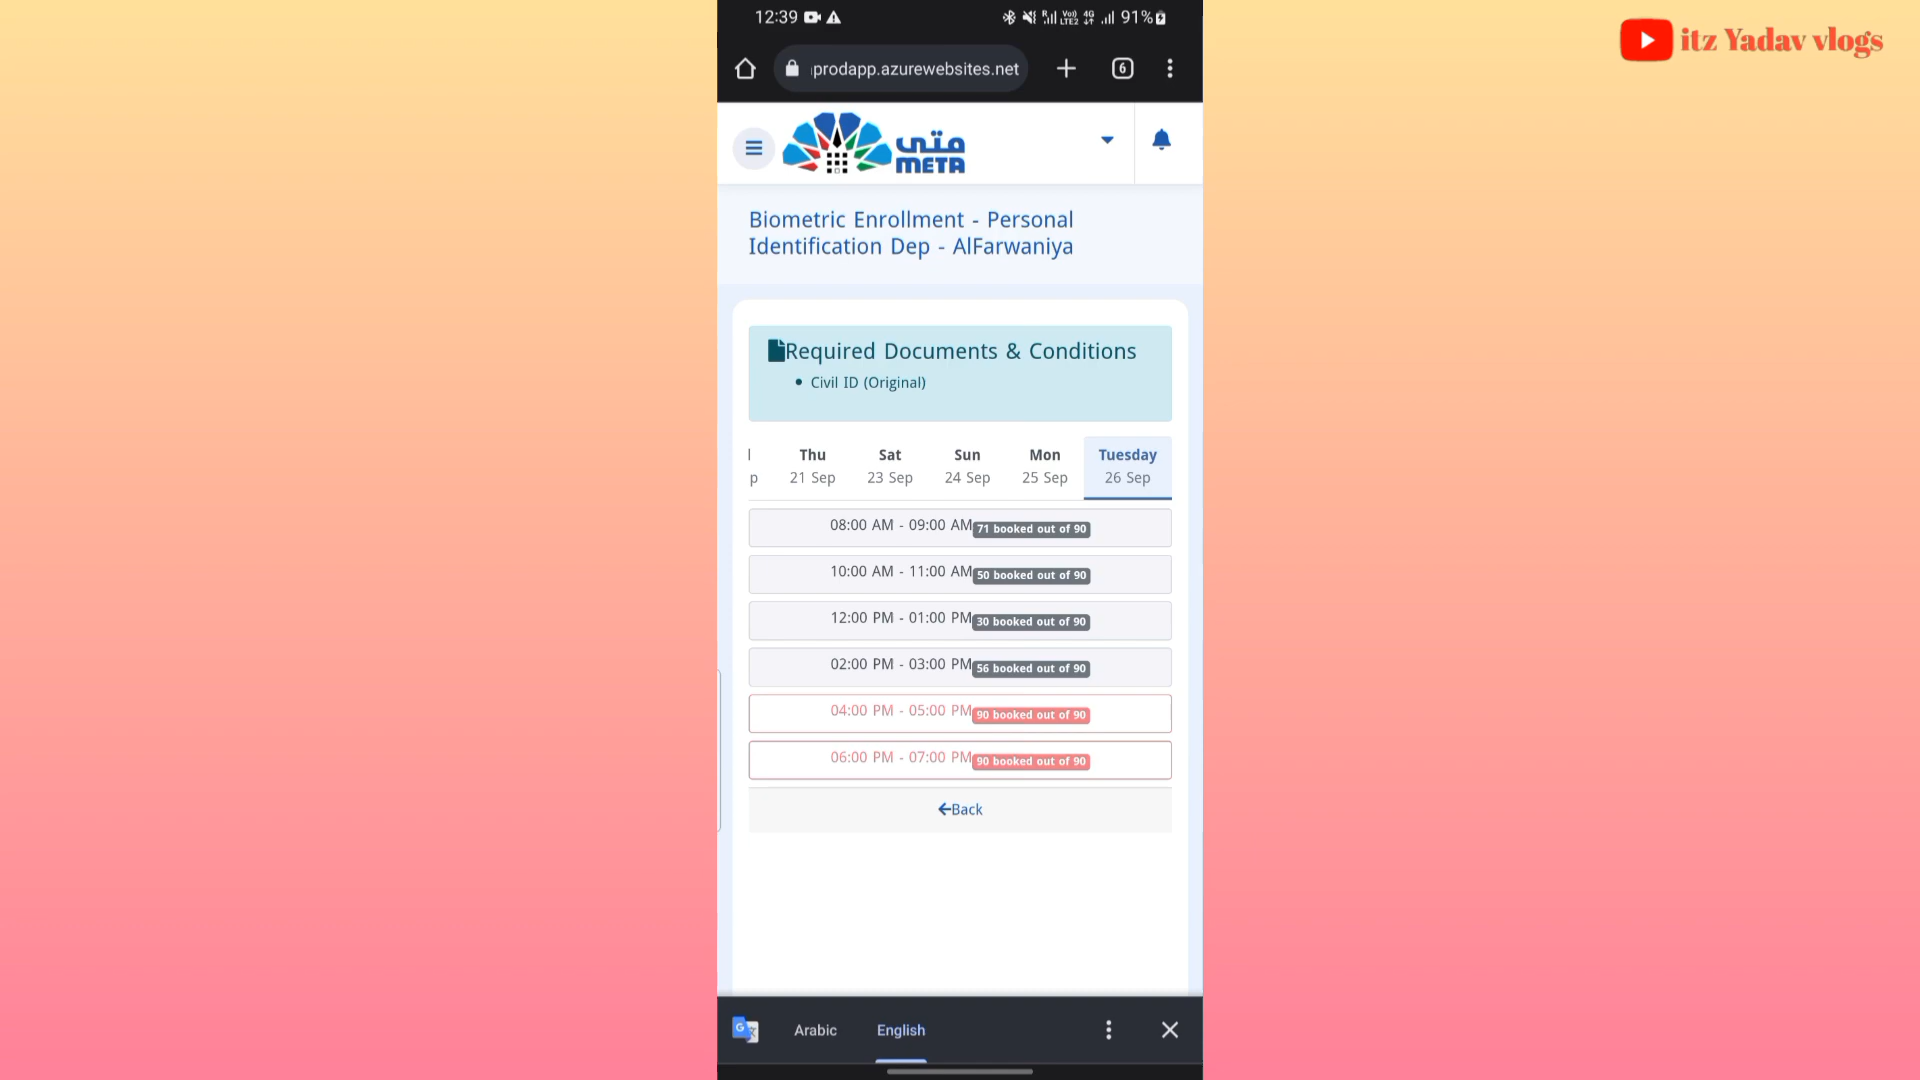 12:39
R Vo)) LTE2 4G 91%
itz Yadav vlogs
prodapp.azurewebsites.net
6
متى
META
Biometric Enrollment - Personal
Identification Dep - AlFarwaniya
Required Documents & Conditions
• Civil ID (Original)
Thu Sat Sun Mon Tuesday
p 21 Sep 23 Sep 24 Sep 25 Sep 26 Sep
08:00 AM - 09:00 AM 71 booked out of 90
10:00 AM - 11:00 AM 50 booked out of 90
12:00 PM - 01:00 PM 30 booked out of 90
02:00 PM - 03:00 PM 56 booked out of 90
04:00 PM - 05:00 PM 90 booked out of 90
06:00 PM - 07:00 PM 90 booked out of 90
Back
G Arabic English